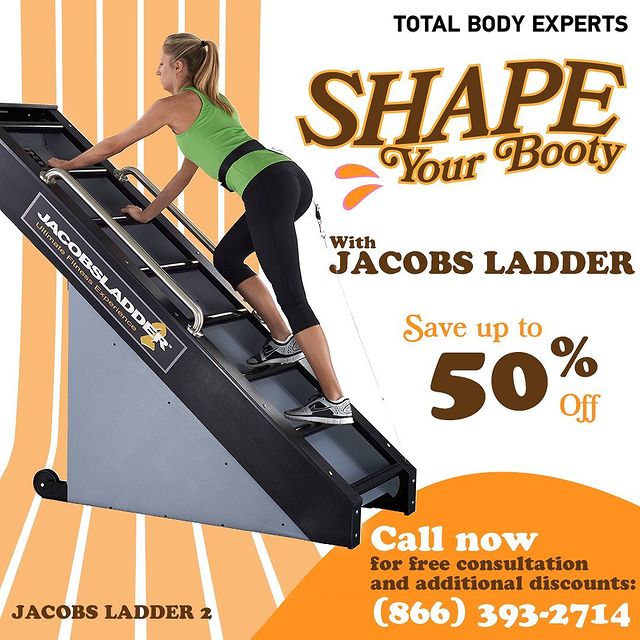 TOTAL BODY EXPERTS
SHAPE
Your Booty
With
JACOBS LADDER
Save up to
50%
Off
JACOBSLADDER 2
Ultimate Fitness Experience
Call now
for free consultation
and additional discounts:
(866) 393-2714
JACOBS LADDER 2